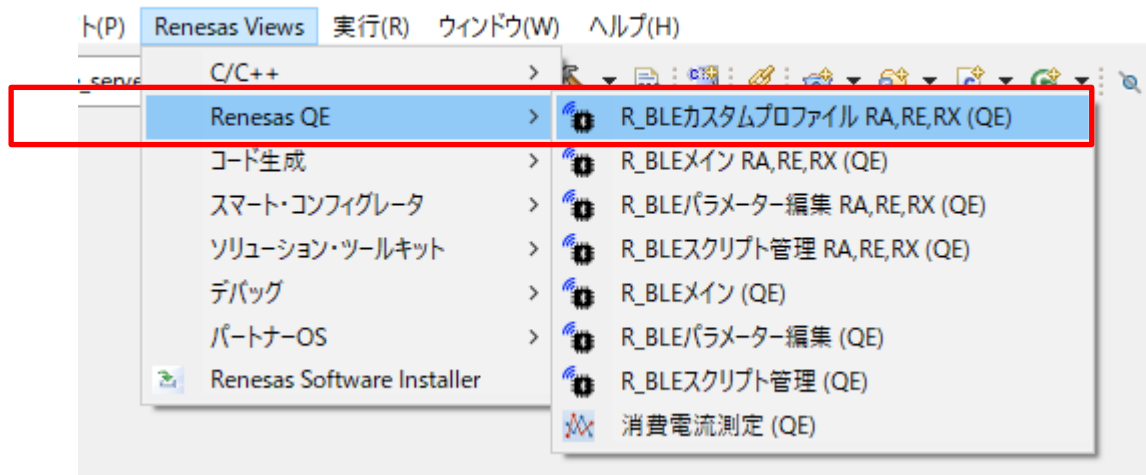 ト(P) Renesas Views 実行(R) ウィンドウ(W) ヘルプ(H)
_serve
C/C++
Renesas QE
コード生成
スマート・コンフィグレータ
ソリューション・ツールキット
デバッグ
パートナーOS
Renesas Software Installer
R_BLEカスタムプロファイル RA,RE,RX (QE)
R_BLEメイン RA,RE,RX (QE)
R_BLEパラメーター編集 RA,RE,RX (QE)
R_BLEスクリプト管理 RA,RE,RX (QE)
R_BLEメイン (QE)
R_BLEパラメーター編集 (QE)
R_BLEスクリプト管理 (QE)
消費電流測定 (QE)